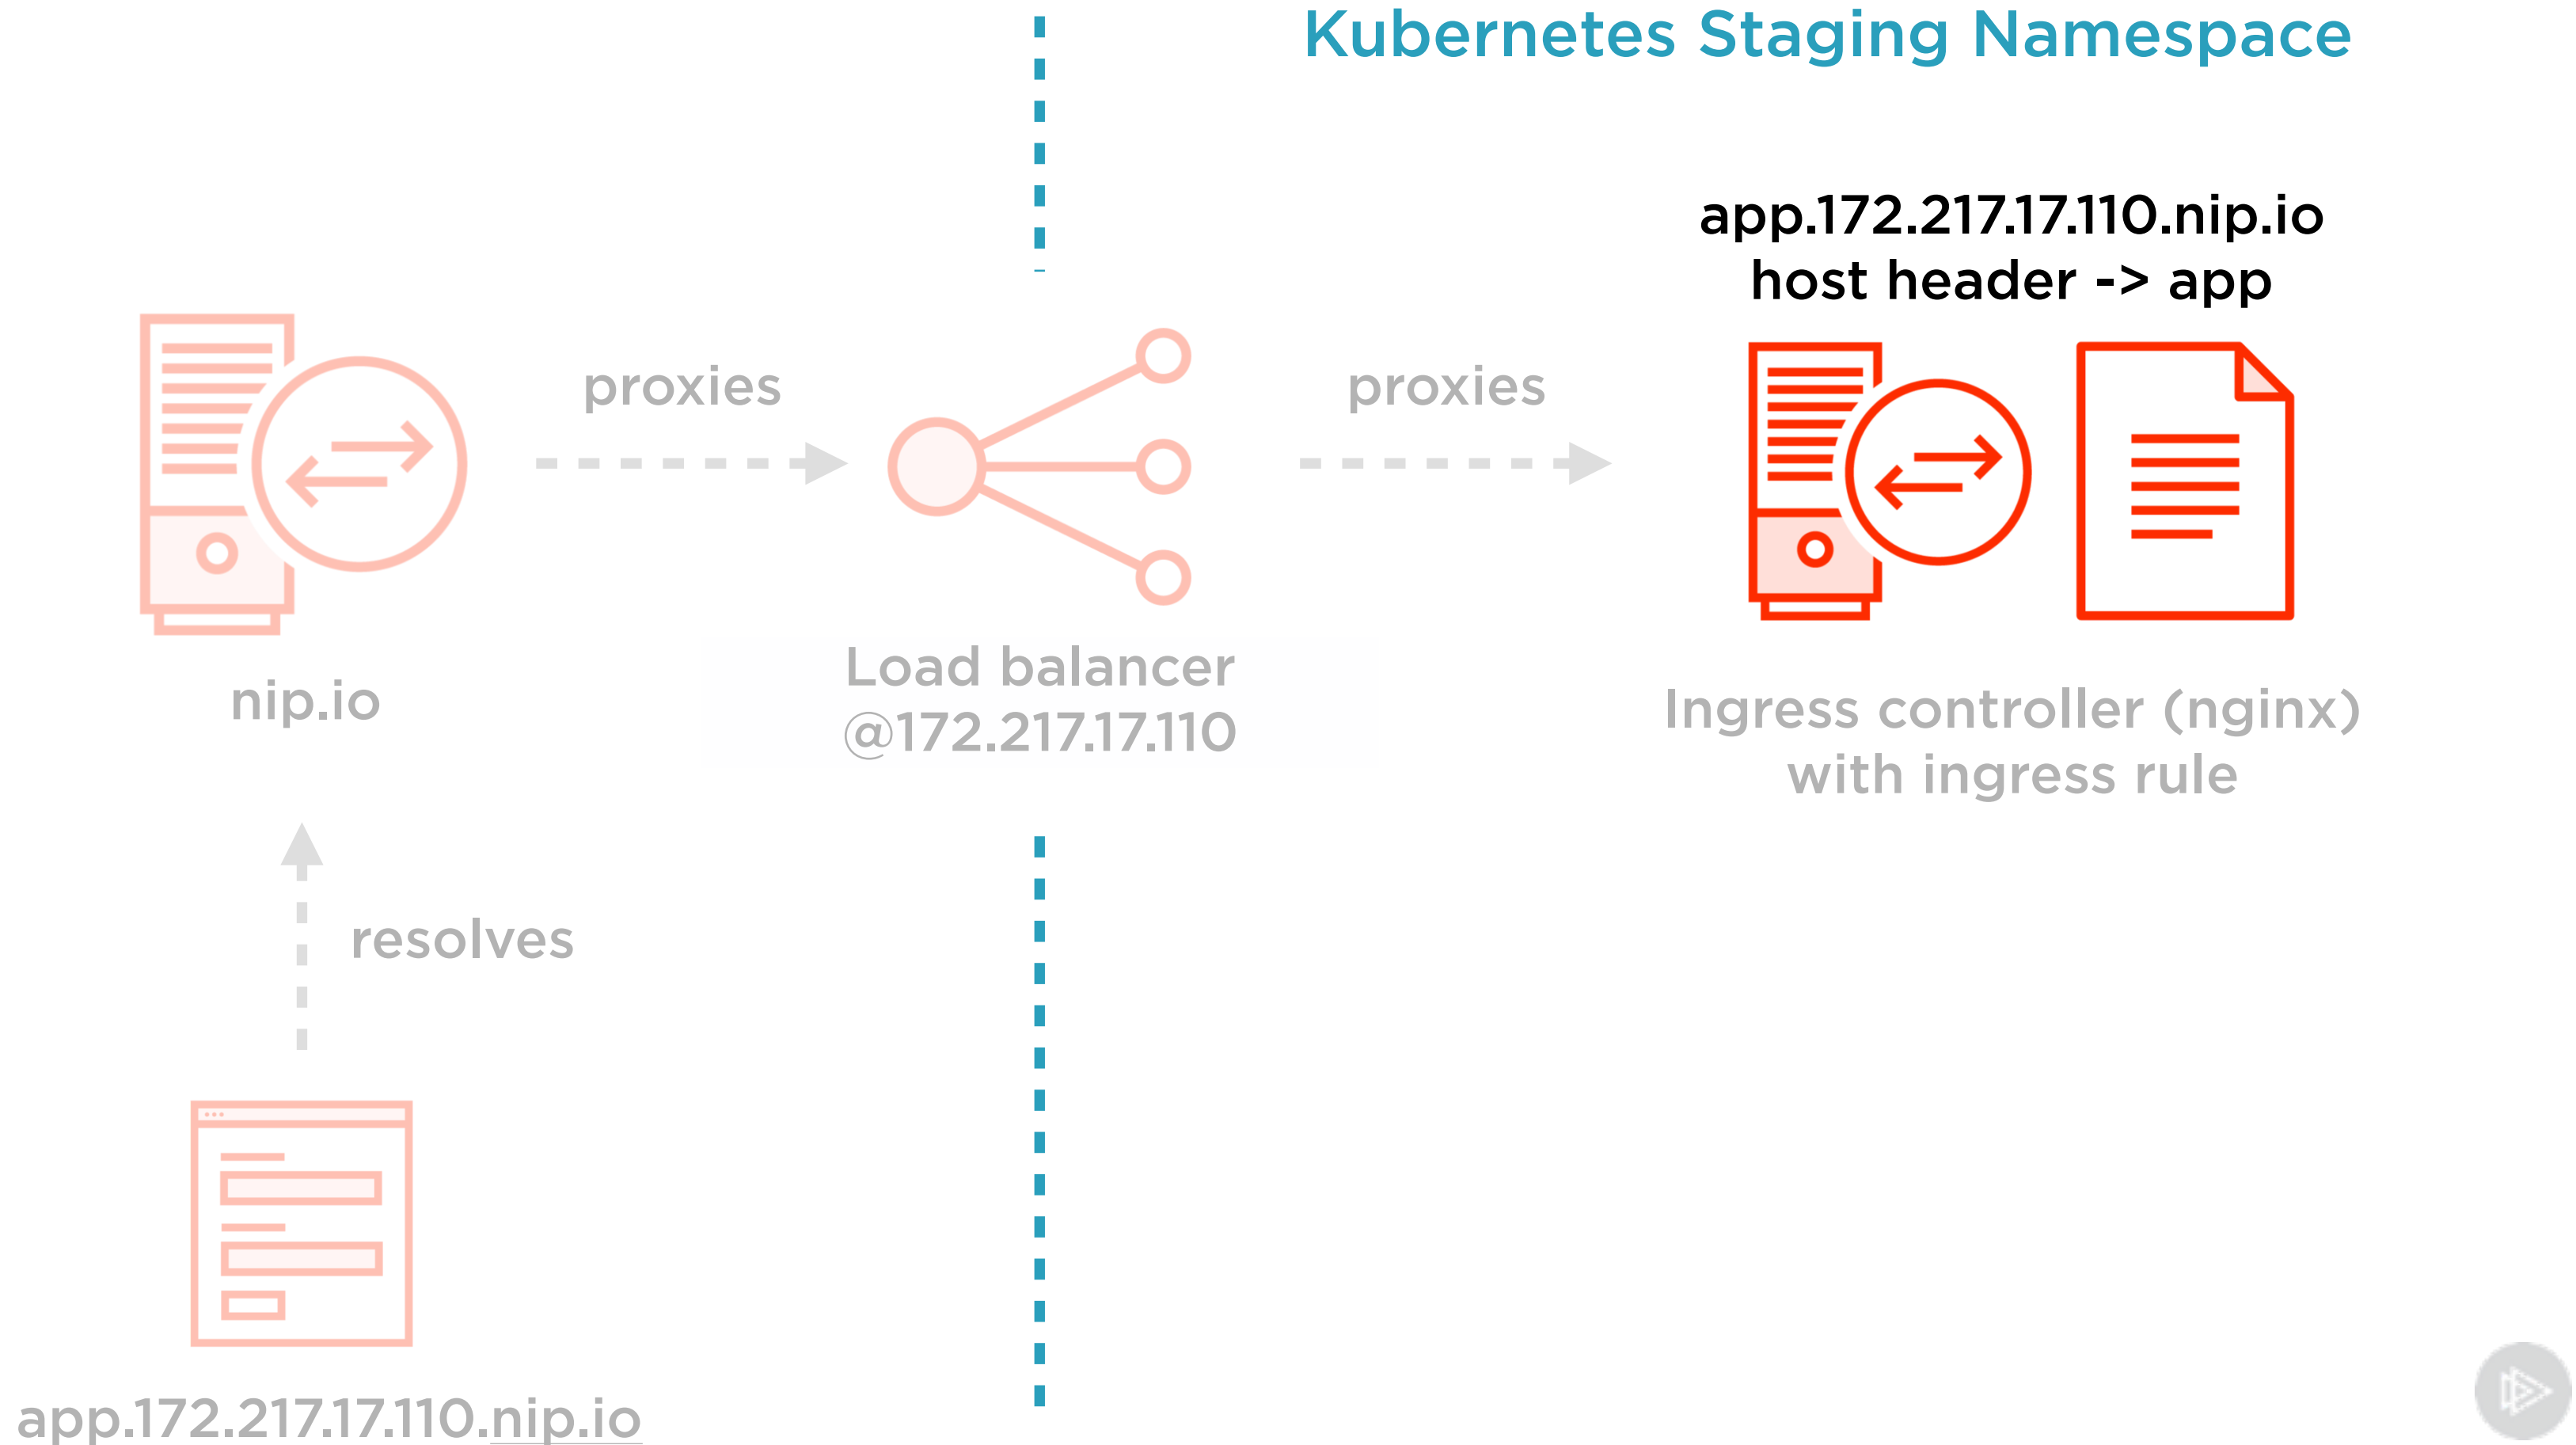 Kubernetes Staging Namespace
app.172.217.17.110.nip.io
host header -> app
proxies
proxies
nip.io
Load balancer
@172.217.17.110
Ingress controller (nginx)
with ingress rule
resolves
app.172.217.17.110.nip.io